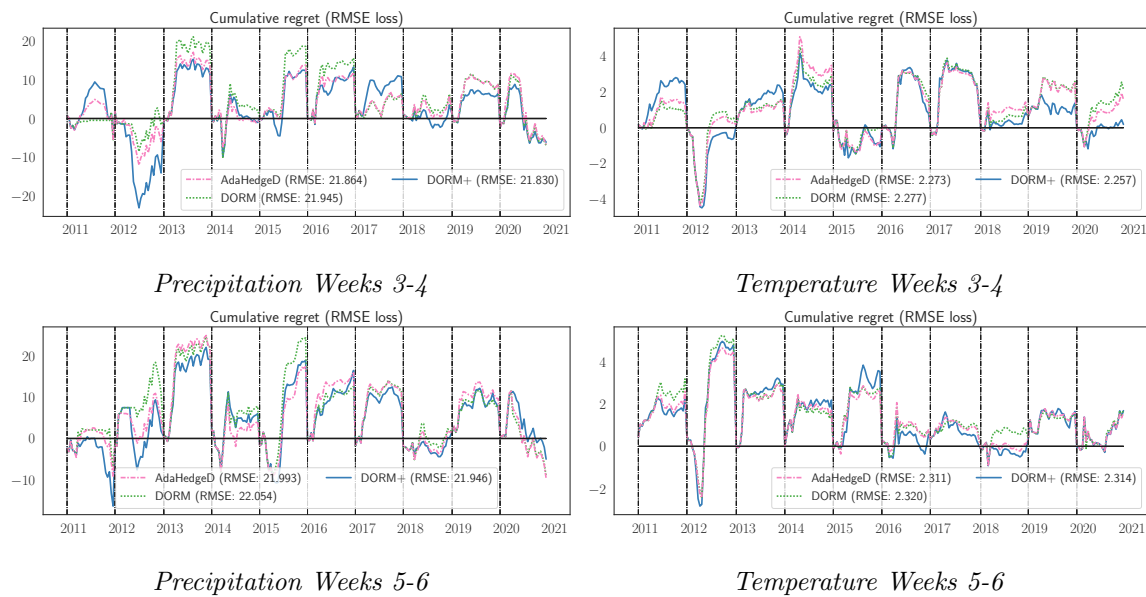 Cumulative regret (RMSE loss)
20
10
0
−10
−20
AdaHedgeD (RMSE: 21.864)
DORM (RMSE: 21.945)
DORM+ (RMSE: 21.830)
2011 2012 2013 2014 2015 2016 2017 2018 2019 2020 2021
Precipitation Weeks 3-4
Cumulative regret (RMSE loss)
4
2
0
−2
−4
AdaHedgeD (RMSE: 2.273)
DORM (RMSE: 2.277)
DORM+ (RMSE: 2.257)
2011 2012 2013 2014 2015 2016 2017 2018 2019 2020 2021
Temperature Weeks 3-4
Cumulative regret (RMSE loss)
20
10
0
−10
AdaHedgeD (RMSE: 21.993)
DORM (RMSE: 22.054)
DORM+ (RMSE: 21.946)
2011 2012 2013 2014 2015 2016 2017 2018 2019 2020 2021
Precipitation Weeks 5-6
Cumulative regret (RMSE loss)
4
2
0
−2
AdaHedgeD (RMSE: 2.311)
DORM (RMSE: 2.320)
DORM+ (RMSE: 2.314)
2011 2012 2013 2014 2015 2016 2017 2018 2019 2020 2021
Temperature Weeks 5-6